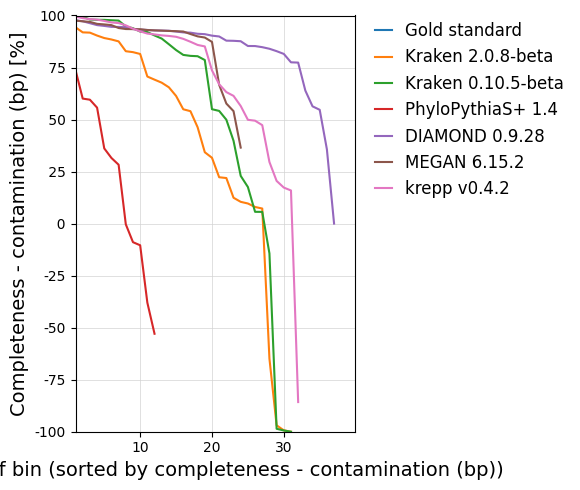 Completeness - contamination (bp) [%]
100
75
50
25
0
-25
-50
-75
-100
10
20
30
bin (sorted by completeness - contamination (bp))
Gold standard
Kraken 2.0.8-beta
Kraken 0.10.5-beta
PhyloPythiaS+ 1.4
DIAMOND 0.9.28
MEGAN 6.15.2
krepp v0.4.2